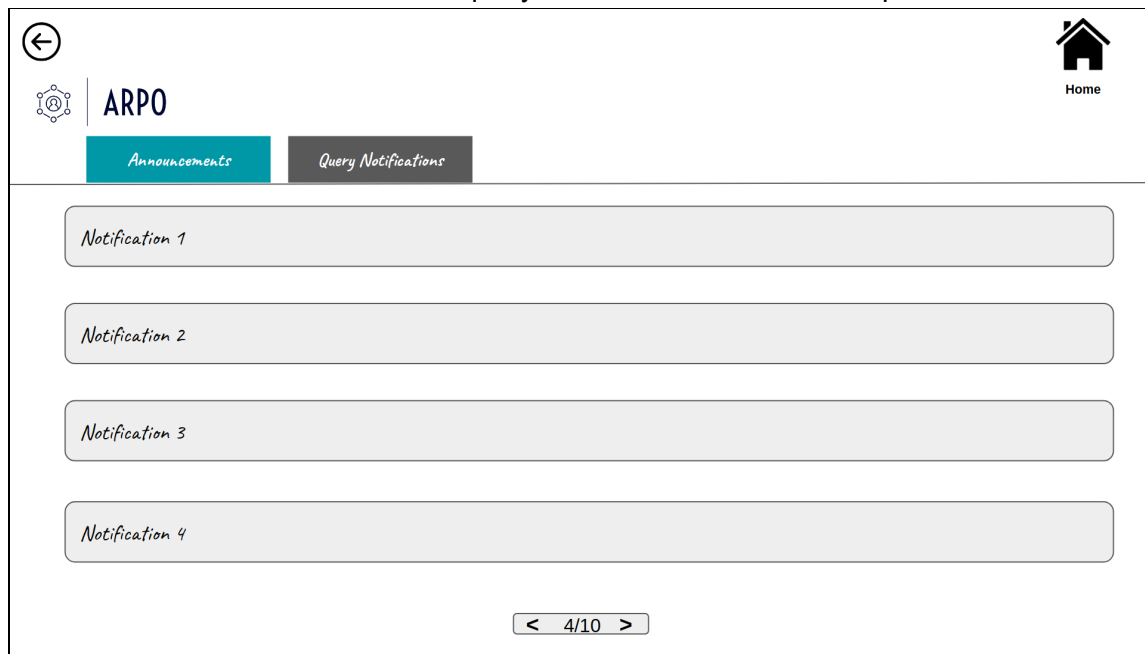 Home
ARPO
Announcements
Query Notifications
Notification 1
Notification 2
Notification 3
Notification 4
< 4/10 >